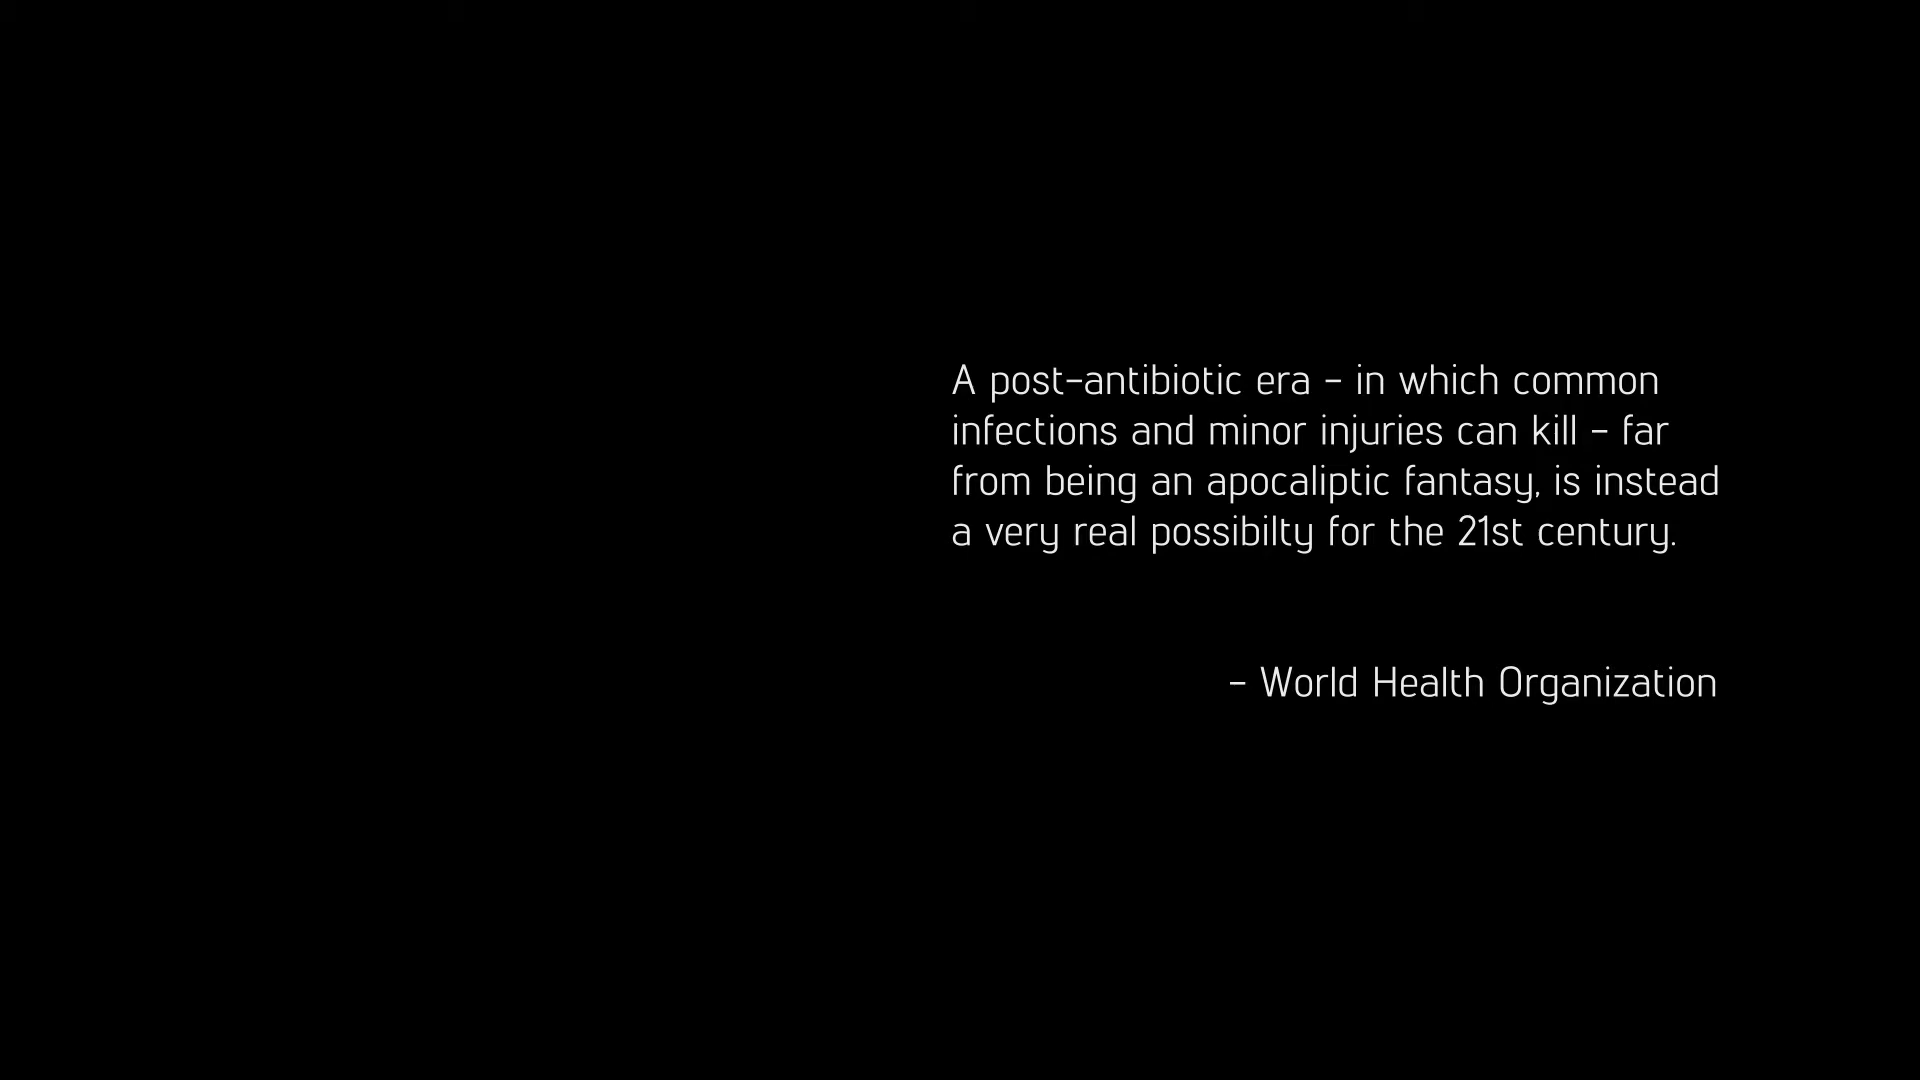 A post-antibiotic era - in which common
infections and minor injuries can kill - far
from being an apocaliptic fantasy, is instead
a very real possibilty for the 21st century.
- World Health Organization